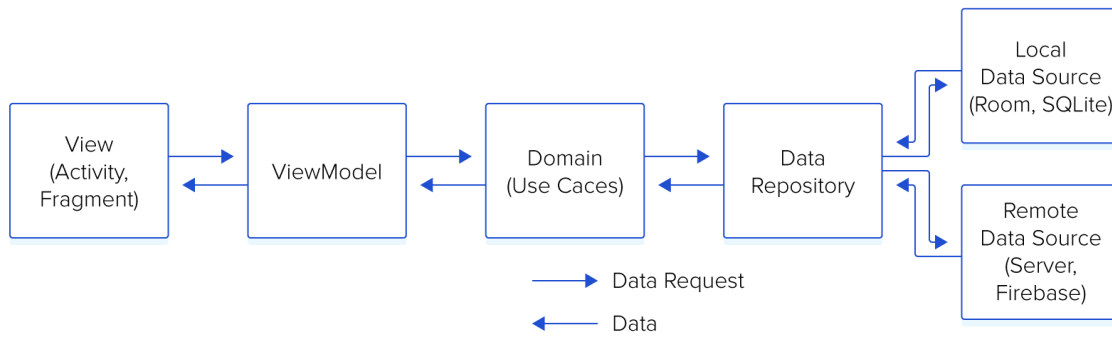 View
(Activity,
Fragment)
ViewModel
Domain
(Use Caces)
Data
Repository
Local
Data Source
(Room, SQLite)
Remote
Data Source
(Server,
Firebase)
Data Request
Data